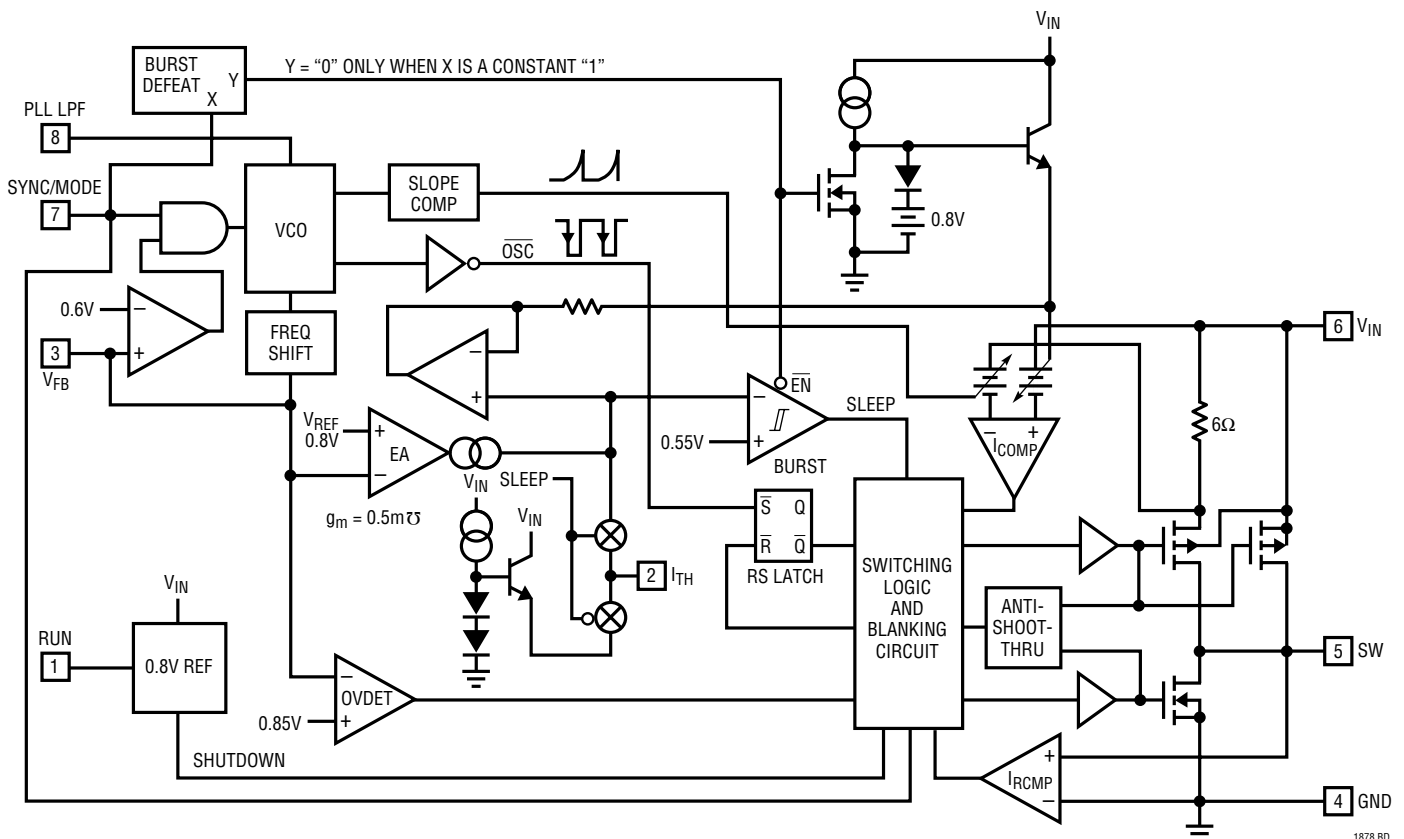 BURST
DEFEAT
Y
X
Y = “0” ONLY WHEN X IS A CONSTANT “1”
VIN
PLL LPF
8
SYNC/MODE
7
VCO
SLOPE
COMP
OSC
0.8V
0.6V
−
+
3
VFB
FREQ
SHIFT
−
+
VREF
0.8V
+
−
EA
gm = 0.5m℧
VIN
SLEEP
VIN
2
ITH
−
EN
0.55V
+
BURST
SLEEP
S
Q
R
Q
RS LATCH
−
+
ICOMP
6
VIN
6Ω
SWITCHING
LOGIC
AND
BLANKING
CIRCUIT
ANTI-
SHOOT-
THRU
5
SW
VIN
RUN
1
0.8V REF
−
OVDET
0.85V
+
SHUTDOWN
+
IRCMP
−
4
GND
1878 BD